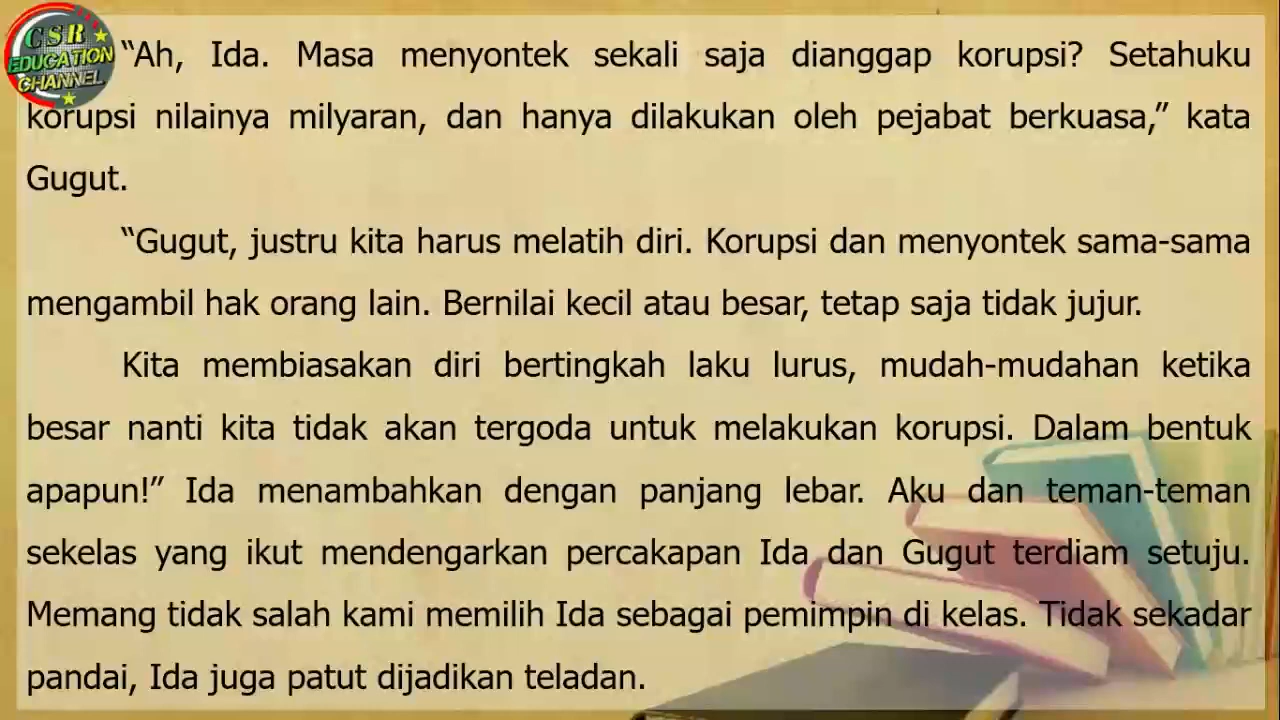 CSR
EDUCATION
CHANNEL
“Ah, Ida. Masa menyontek sekali saja dianggap korupsi? Setahuku
korupsi nilainya milyaran, dan hanya dilakukan oleh pejabat berkuasa,” kata
Gugut.
“Gugut, justru kita harus melatih diri. Korupsi dan menyontek sama-sama
mengambil hak orang lain. Bernilai kecil atau besar, tetap saja tidak jujur.
Kita membiasakan diri bertingkah laku lurus, mudah-mudahan ketika
besar nanti kita tidak akan tergoda untuk melakukan korupsi. Dalam bentuk
apapun!” Ida menambahkan dengan panjang lebar. Aku dan teman-teman
sekelas yang ikut mendengarkan percakapan Ida dan Gugut terdiam setuju.
Memang tidak salah kami memilih Ida sebagai pemimpin di kelas. Tidak sekadar
pandai, Ida juga patut dijadikan teladan.